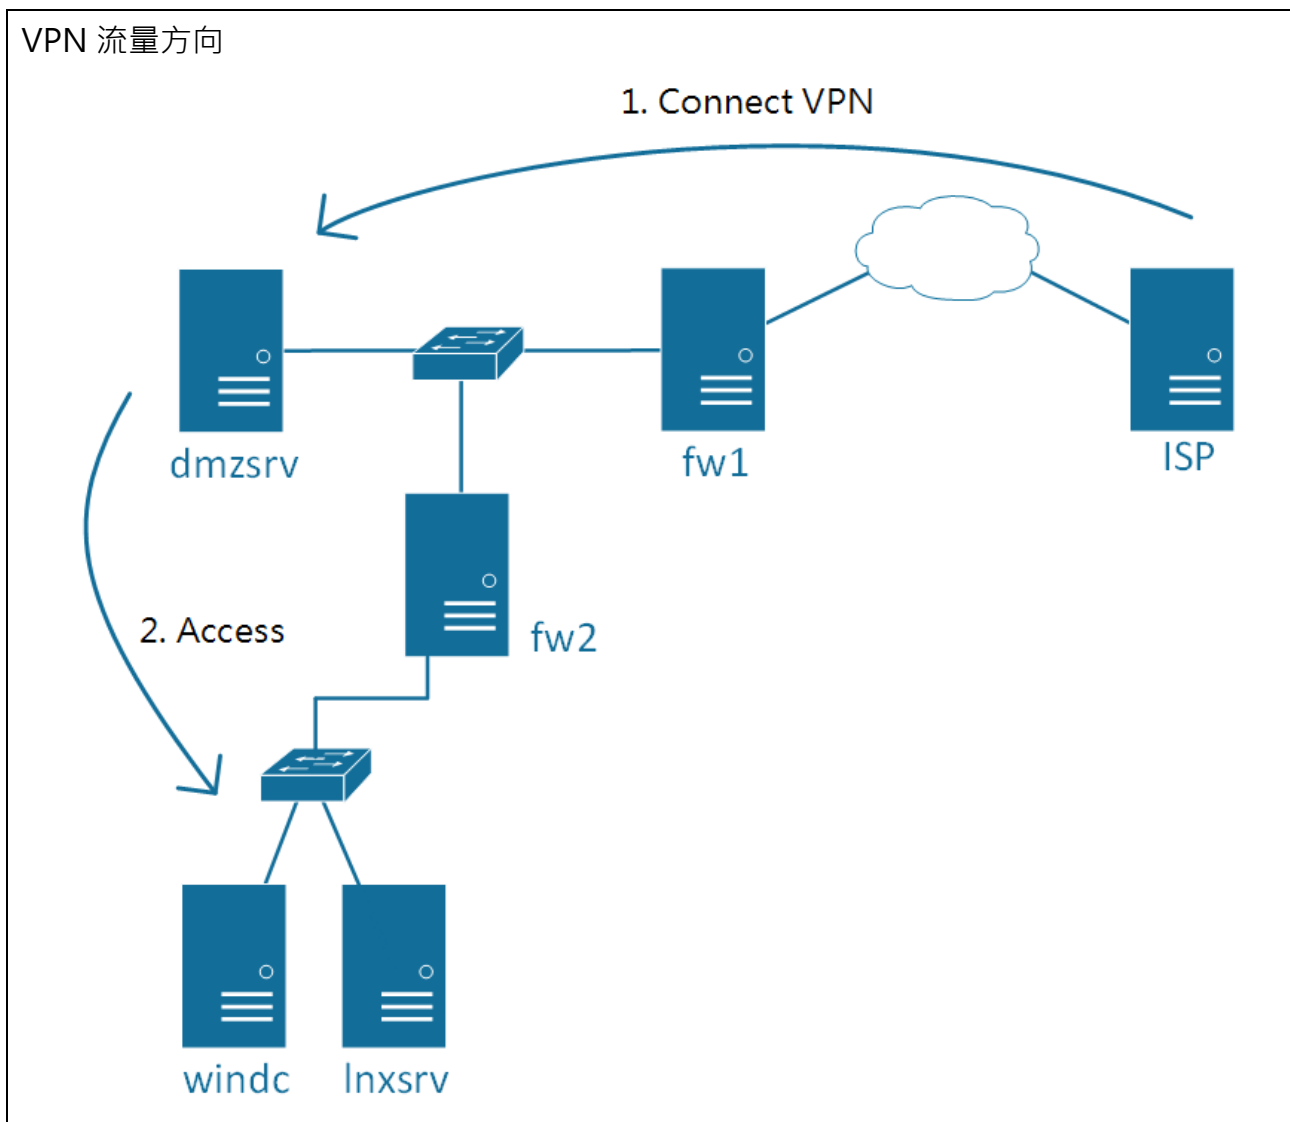 VPN 流量方向
1. Connect VPN
dmzsrv
fw1
ISP
2. Access
fw2
windc
lnxsrv